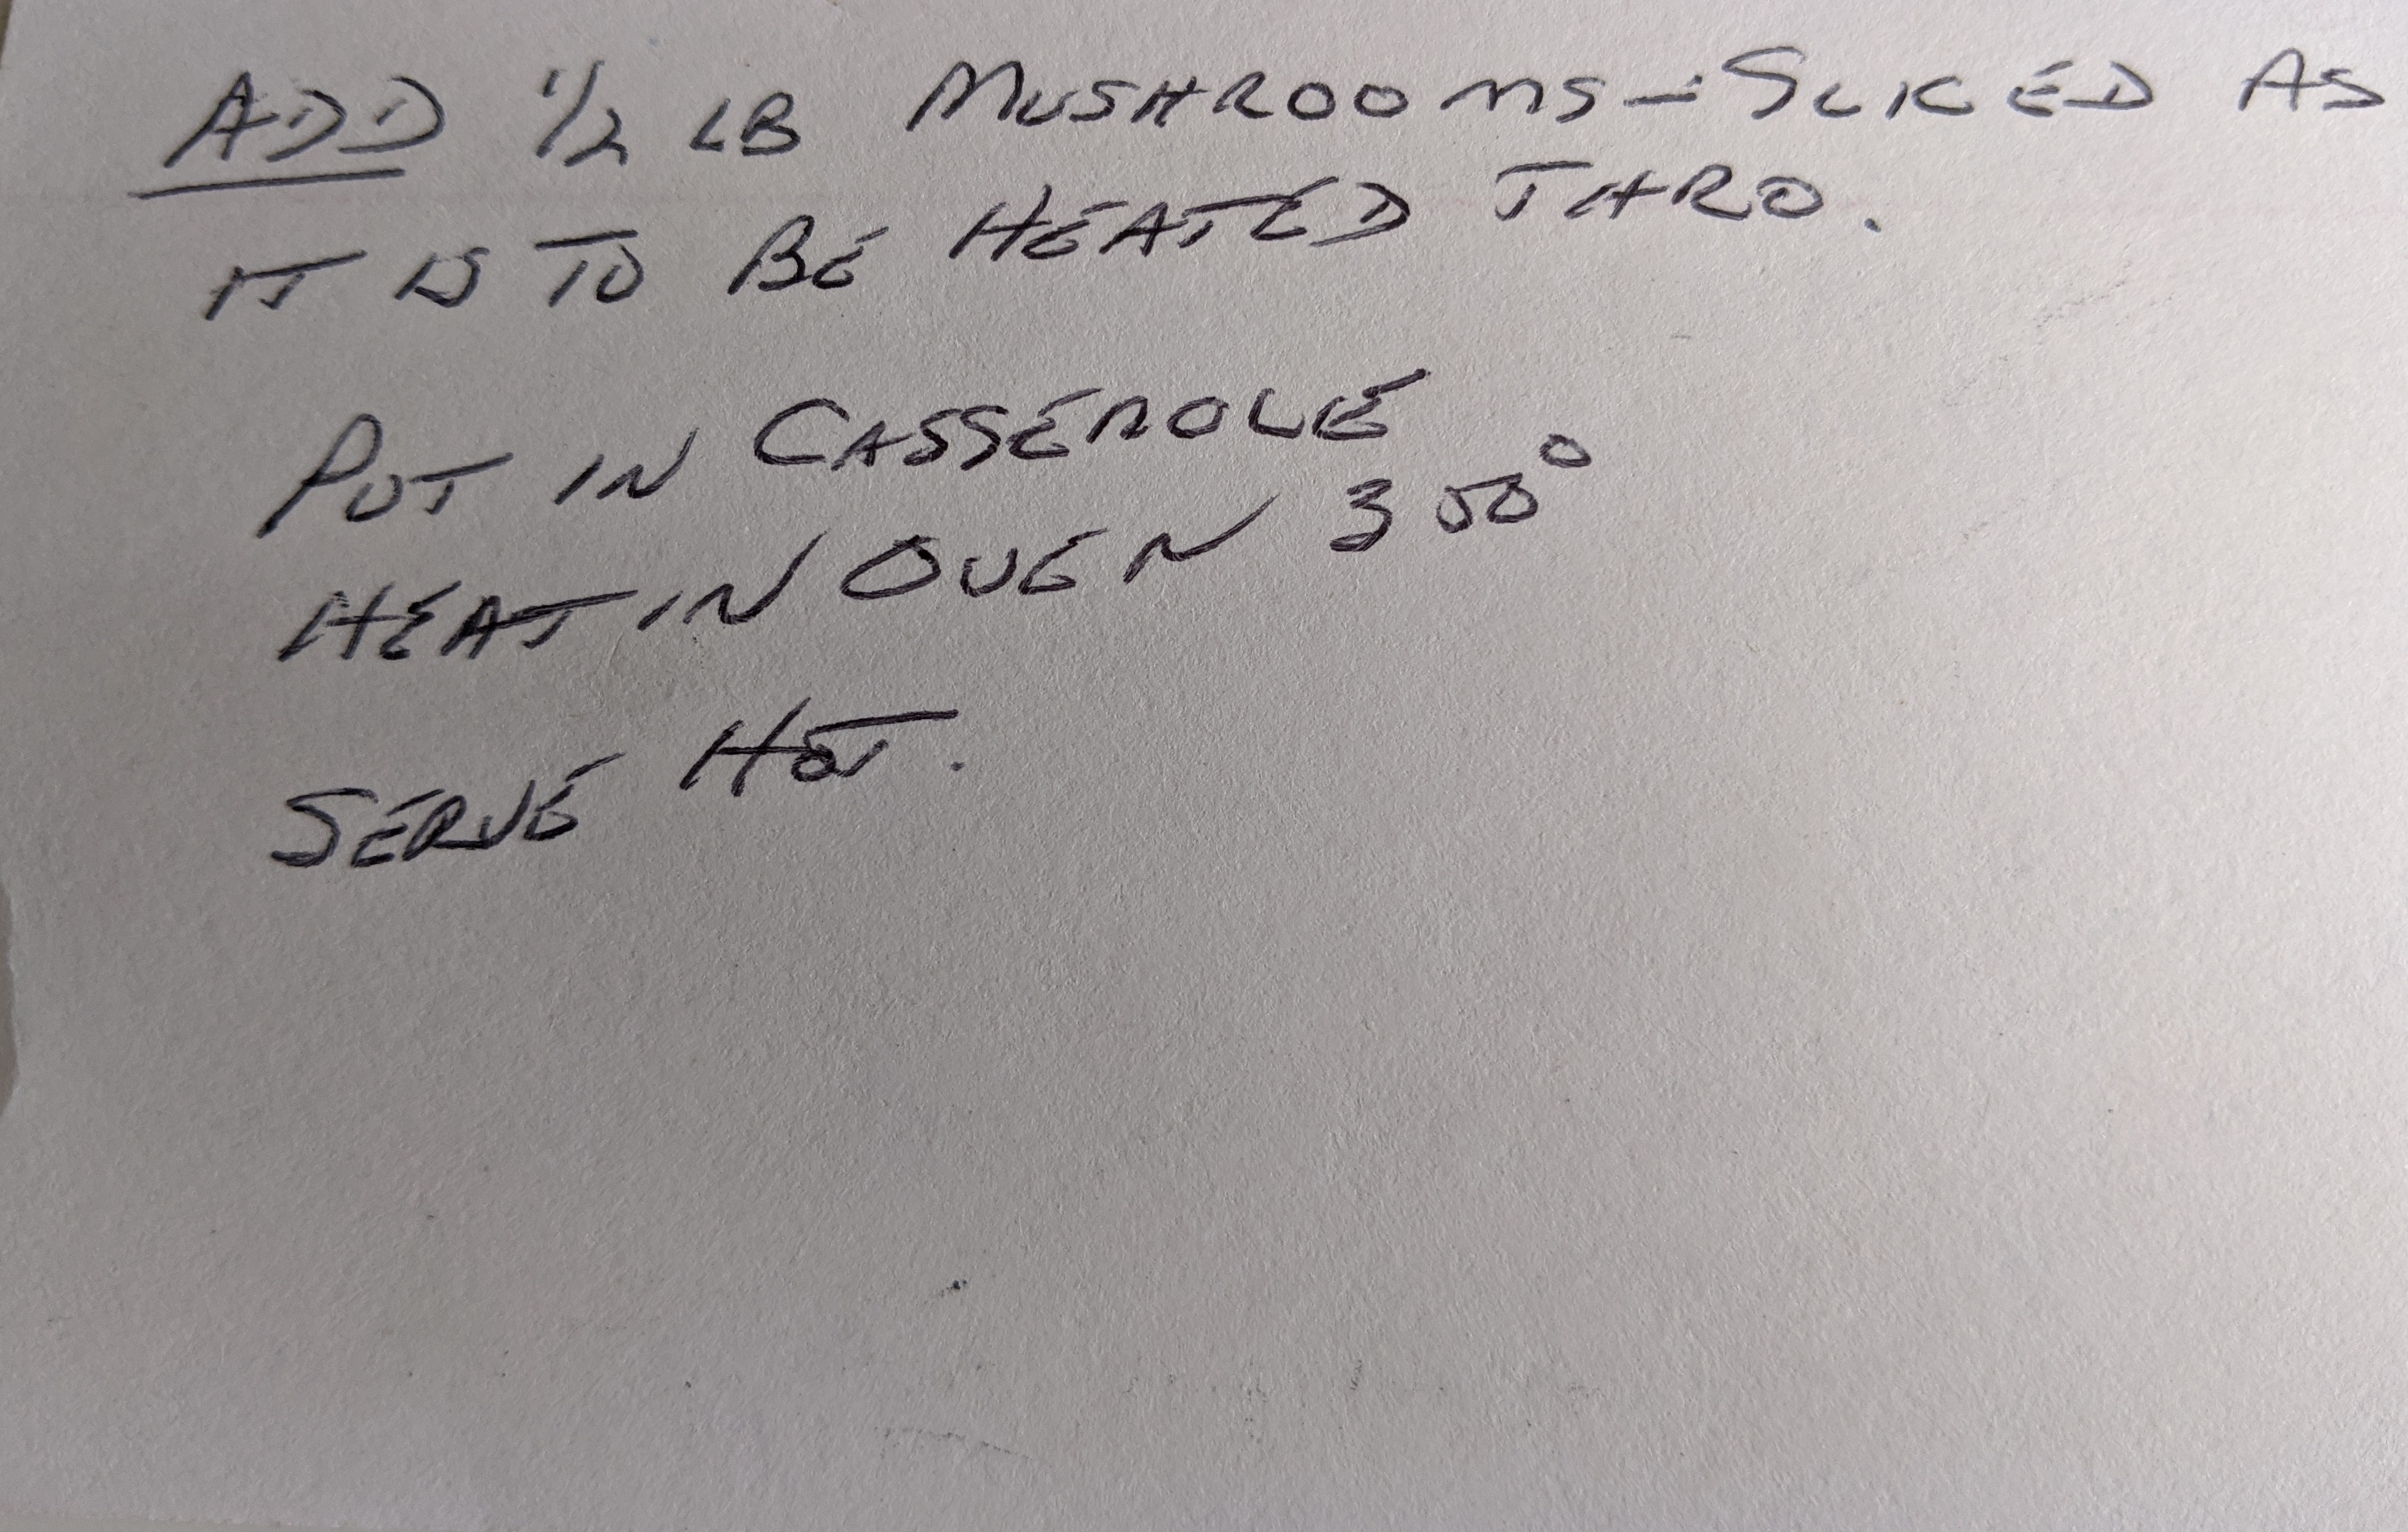 ADD 1/2 LB MUSHROOMS - SLICED AS
IT IS TO BE HEATED THRO.
PUT IN CASSEROLE
HEAT IN OVEN 350°
SERVE HOT.